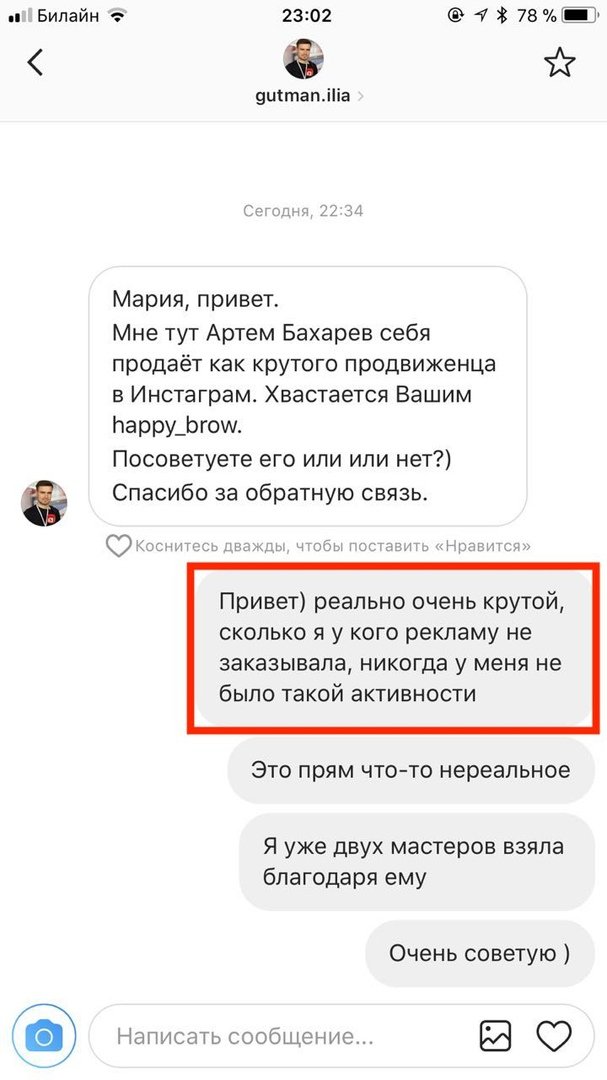 Билайн 23:02 78 %
gutman.ilia
Сегодня, 22:34
Мария, привет.
Мне тут Артем Бахарев себя
продаёт как крутого продвиженца
в Инстаграм. Хвастается Вашим
happy_brow.
Посоветуете его или или нет?)
Спасибо за обратную связь.
Коснитесь дважды, чтобы поставить «Нравится»
Привет) реально очень крутой,
сколько я у кого рекламу не
заказывала, никогда у меня не
было такой активности
Это прям что-то нереальное
Я уже двух мастеров взяла
благодаря ему
Очень советую )
Написать сообщение...